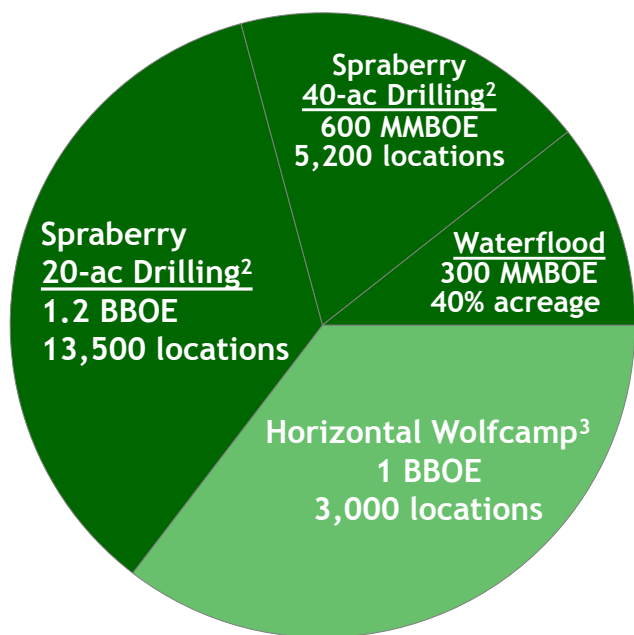 Spraberry
40-ac Drilling²
600 MMBOE
5,200 locations
Spraberry
20-ac Drilling²
1.2 BBOE
13,500 locations
Waterflood
300 MMBOE
40% acreage
Horizontal Wolfcamp³
1 BBOE
3,000 locations